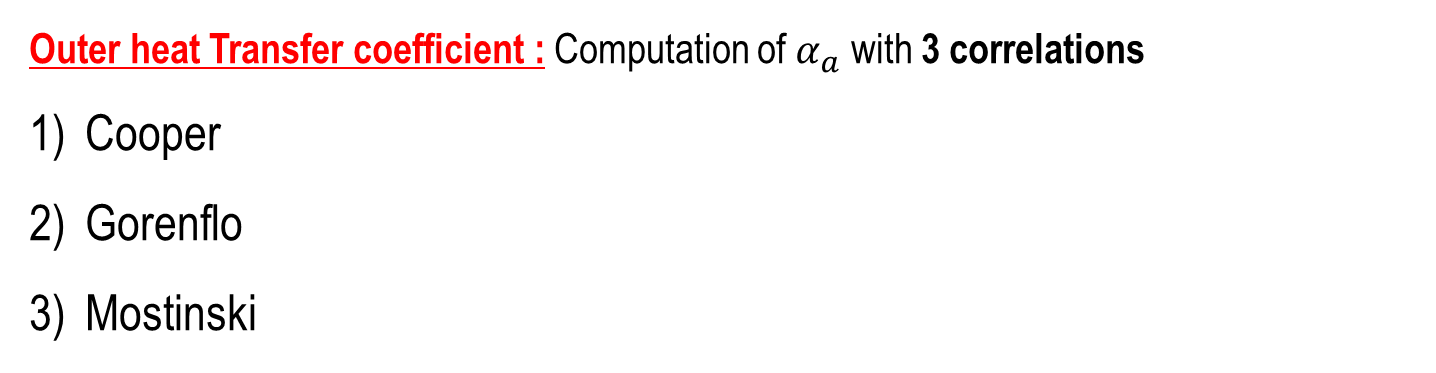 Outer heat Transfer coefficient : Computation of αₐ with 3 correlations
1) Cooper
2) Gorenflo
3) Mostinski